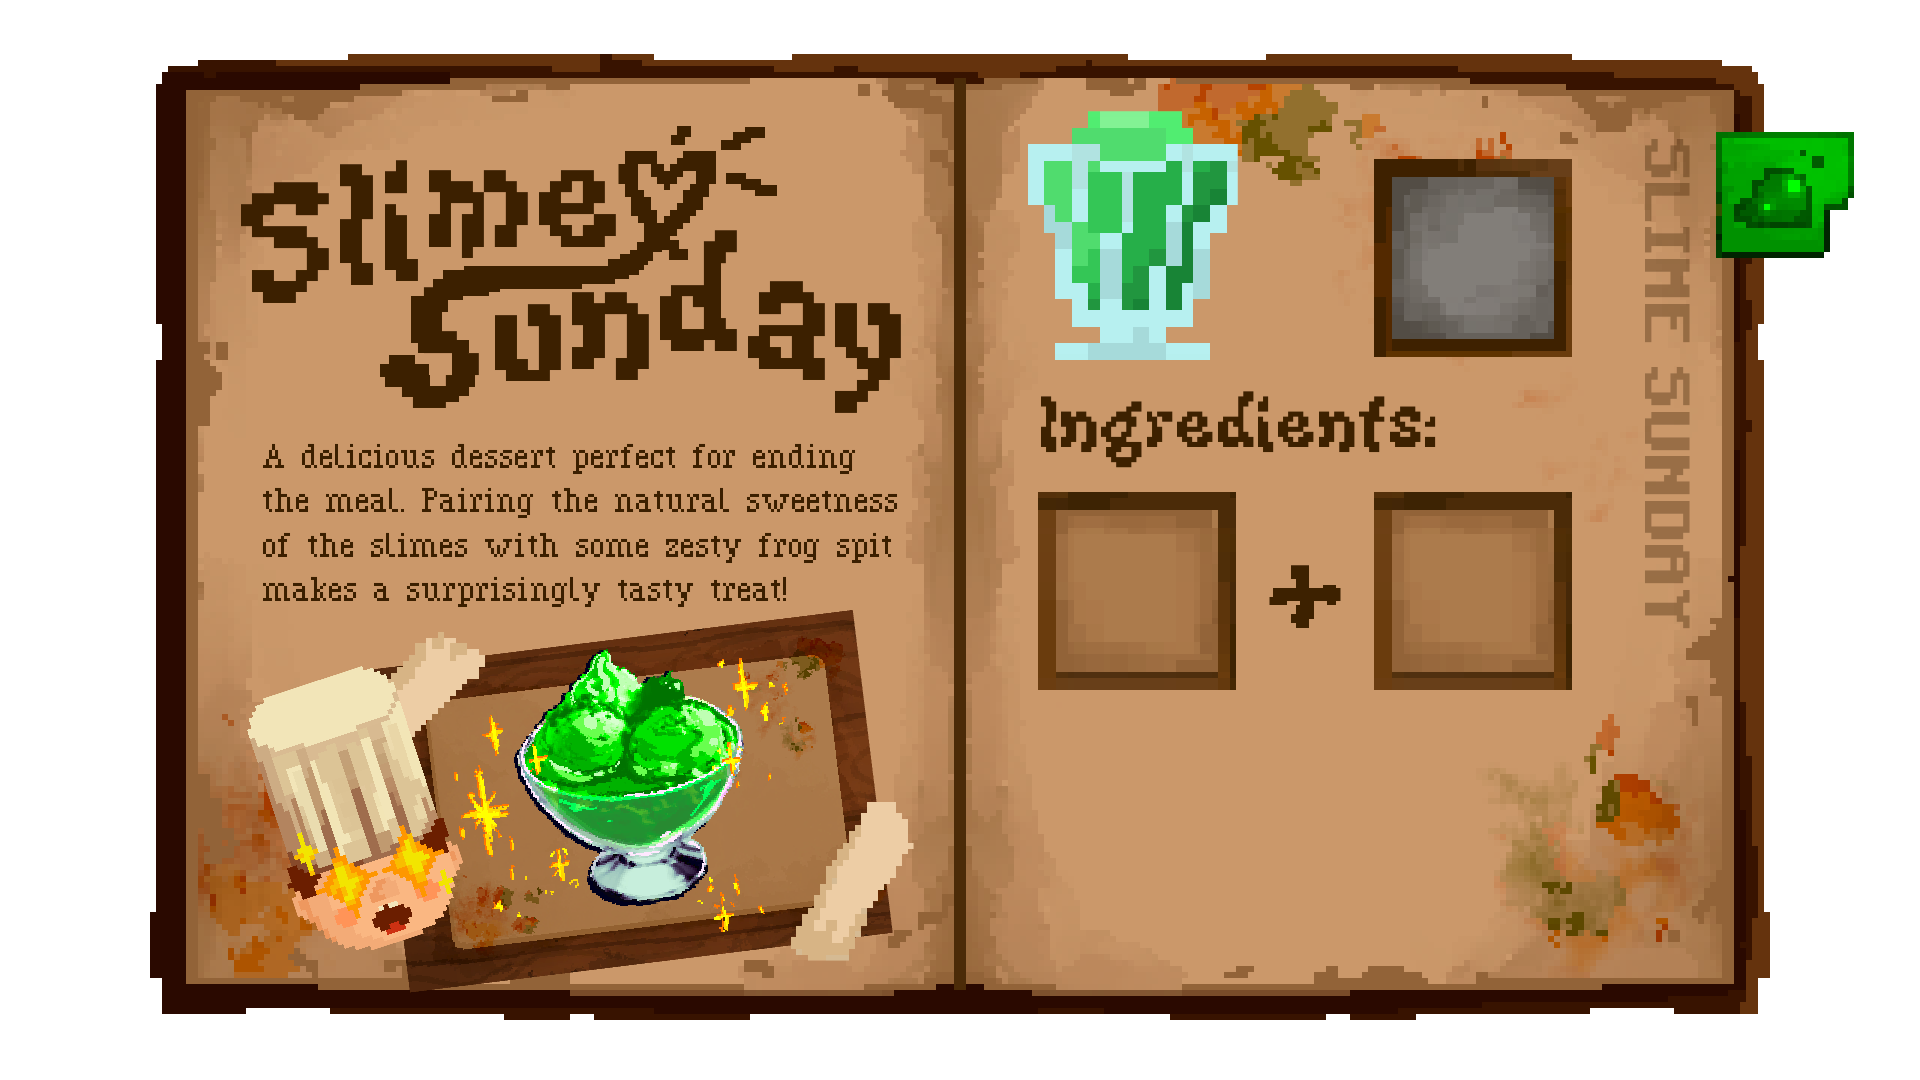 Slime
Sunday
A delicious dessert perfect for ending
the meal. Pairing the natural sweetness
of the slimes with some zesty frog spit
makes a surprisingly tasty treat!
Ingredients:
+
SLIME SUNDAY